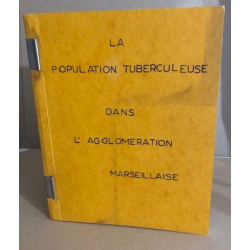 LA
POPULATION TUBERCULEUSE
DANS
L'AGGLOMERATION
MARSEILLAISE